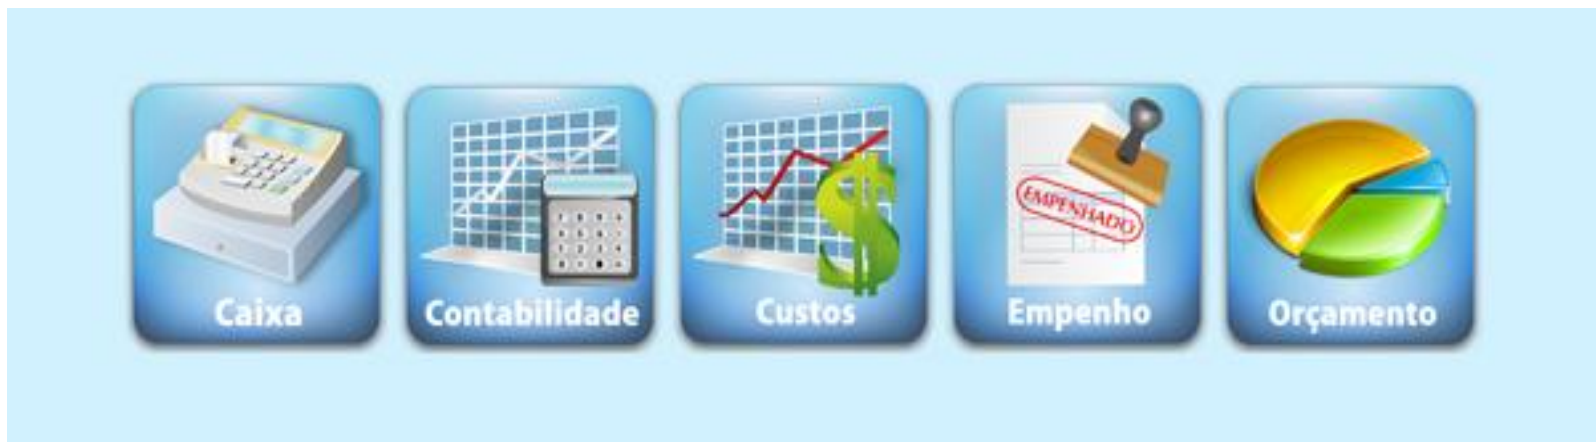 Caixa
Contabilidade
Custos
EMPENHADO
Empenho
Orçamento